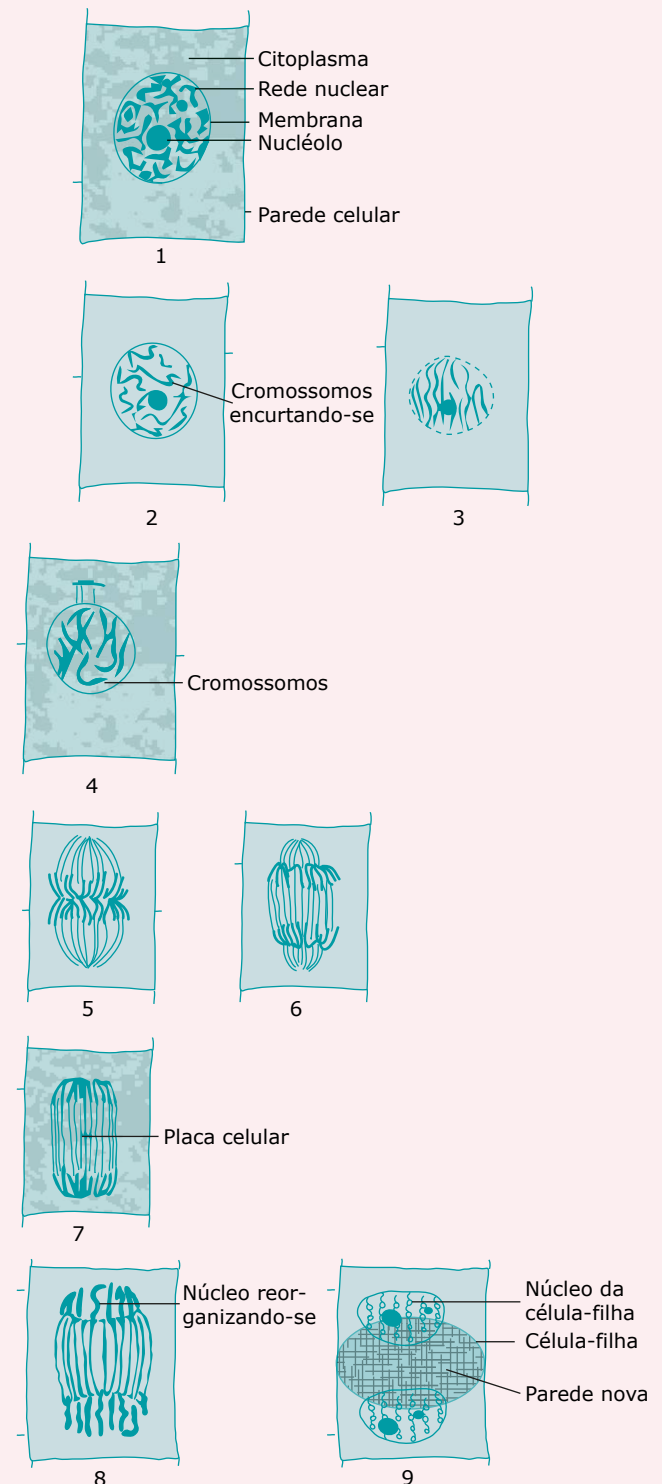 Citoplasma
Rede nuclear
Membrana
Nucléolo
Parede celular
1
Cromossomos
encurtando-se
2
3
Cromossomos
4
5
6
Placa celular
7
Núcleo reor-
ganizando-se
8
Núcleo da
célula-filha
Célula-filha
Parede nova
9